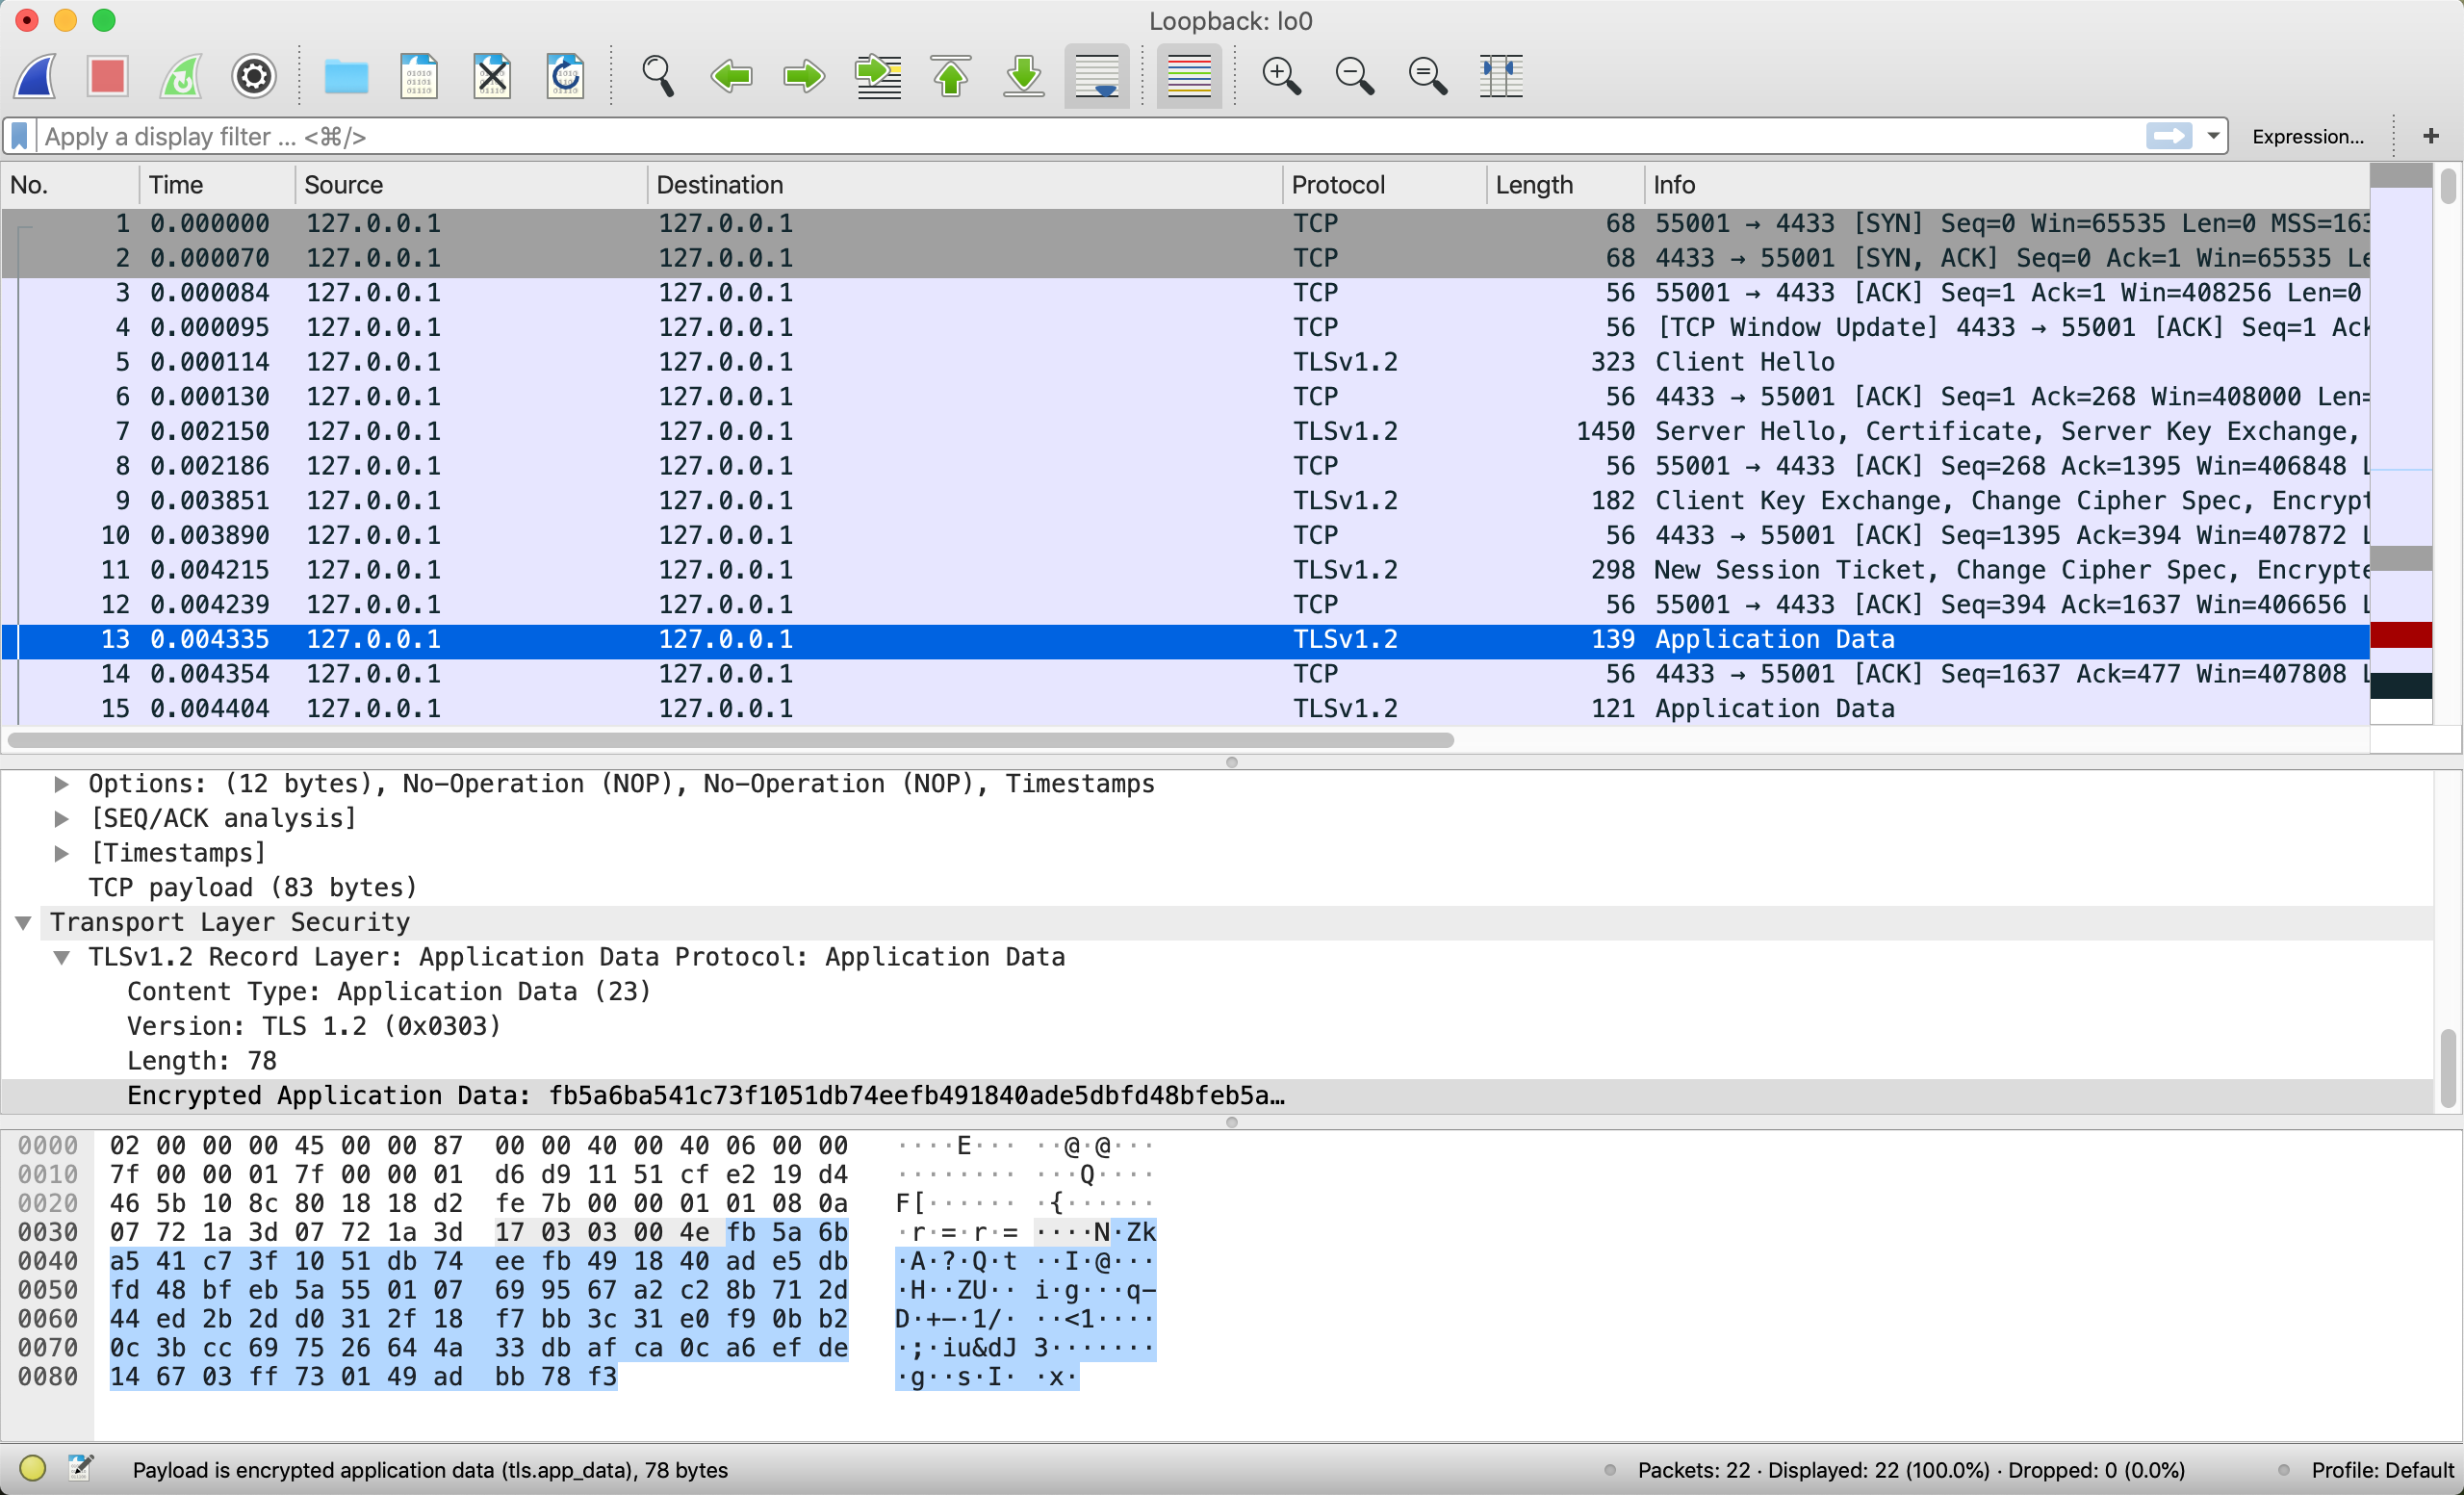 Loopback: lo0
Apply a display filter ... <⌘/>
Expression...
+
No. Time Source Destination Protocol Length Info
1 0.000000 127.0.0.1 127.0.0.1 TCP 68 55001 → 4433 [SYN] Seq=0 Win=65535 Len=0 MSS=163
2 0.000070 127.0.0.1 127.0.0.1 TCP 68 4433 → 55001 [SYN, ACK] Seq=0 Ack=1 Win=65535 Le
3 0.000084 127.0.0.1 127.0.0.1 TCP 56 55001 → 4433 [ACK] Seq=1 Ack=1 Win=408256 Len=0
4 0.000095 127.0.0.1 127.0.0.1 TCP 56 [TCP Window Update] 4433 → 55001 [ACK] Seq=1 Ack
5 0.000114 127.0.0.1 127.0.0.1 TLSv1.2 323 Client Hello
6 0.000130 127.0.0.1 127.0.0.1 TCP 56 4433 → 55001 [ACK] Seq=1 Ack=268 Win=408000 Len=
7 0.002150 127.0.0.1 127.0.0.1 TLSv1.2 1450 Server Hello, Certificate, Server Key Exchange,
8 0.002186 127.0.0.1 127.0.0.1 TCP 56 55001 → 4433 [ACK] Seq=268 Ack=1395 Win=406848 L
9 0.003851 127.0.0.1 127.0.0.1 TLSv1.2 182 Client Key Exchange, Change Cipher Spec, Encrypt
10 0.003890 127.0.0.1 127.0.0.1 TCP 56 4433 → 55001 [ACK] Seq=1395 Ack=394 Win=407872 L
11 0.004215 127.0.0.1 127.0.0.1 TLSv1.2 298 New Session Ticket, Change Cipher Spec, Encrypte
12 0.004239 127.0.0.1 127.0.0.1 TCP 56 55001 → 4433 [ACK] Seq=394 Ack=1637 Win=406656 L
13 0.004335 127.0.0.1 127.0.0.1 TLSv1.2 139 Application Data
14 0.004354 127.0.0.1 127.0.0.1 TCP 56 4433 → 55001 [ACK] Seq=1637 Ack=477 Win=407808 L
15 0.004404 127.0.0.1 127.0.0.1 TLSv1.2 121 Application Data
Options: (12 bytes), No-Operation (NOP), No-Operation (NOP), Timestamps
[SEQ/ACK analysis]
[Timestamps]
TCP payload (83 bytes)
Transport Layer Security
TLSv1.2 Record Layer: Application Data Protocol: Application Data
Content Type: Application Data (23)
Version: TLS 1.2 (0x0303)
Length: 78
Encrypted Application Data: fb5a6ba541c73f1051db74eefb491840ade5dbfd48bfeb5a…
0000 02 00 00 00 45 00 00 87 00 00 40 00 40 06 00 00 ····E··· ··@·@···
0010 7f 00 00 01 7f 00 00 01 d6 d9 11 51 cf e2 19 d4 ········ ···Q····
0020 46 5b 10 8c 80 18 18 d2 fe 7b 00 00 01 01 08 0a F[······ ·{······
0030 07 72 1a 3d 07 72 1a 3d 17 03 03 00 4e fb 5a 6b ·r·=·r·= ····N·Zk
0040 a5 41 c7 3f 10 51 db 74 ee fb 49 18 40 ad e5 db ·A·?·Q·t ··I·@···
0050 fd 48 bf eb 5a 55 01 07 69 95 67 a2 c2 8b 71 2d ·H··ZU·· i·g···q-
0060 44 ed 2b 2d d0 31 2f 18 f7 bb 3c 31 e0 f9 0b b2 D·+-·1/· ··<1····
0070 0c 3b cc 69 75 26 64 4a 33 db af ca 0c a6 ef de ·;·iu&dJ 3·······
0080 14 67 03 ff 73 01 49 ad bb 78 f3 ·g··s·I· ·x·
Payload is encrypted application data (tls.app_data), 78 bytes
Packets: 22 · Displayed: 22 (100.0%) · Dropped: 0 (0.0%)
Profile: Default